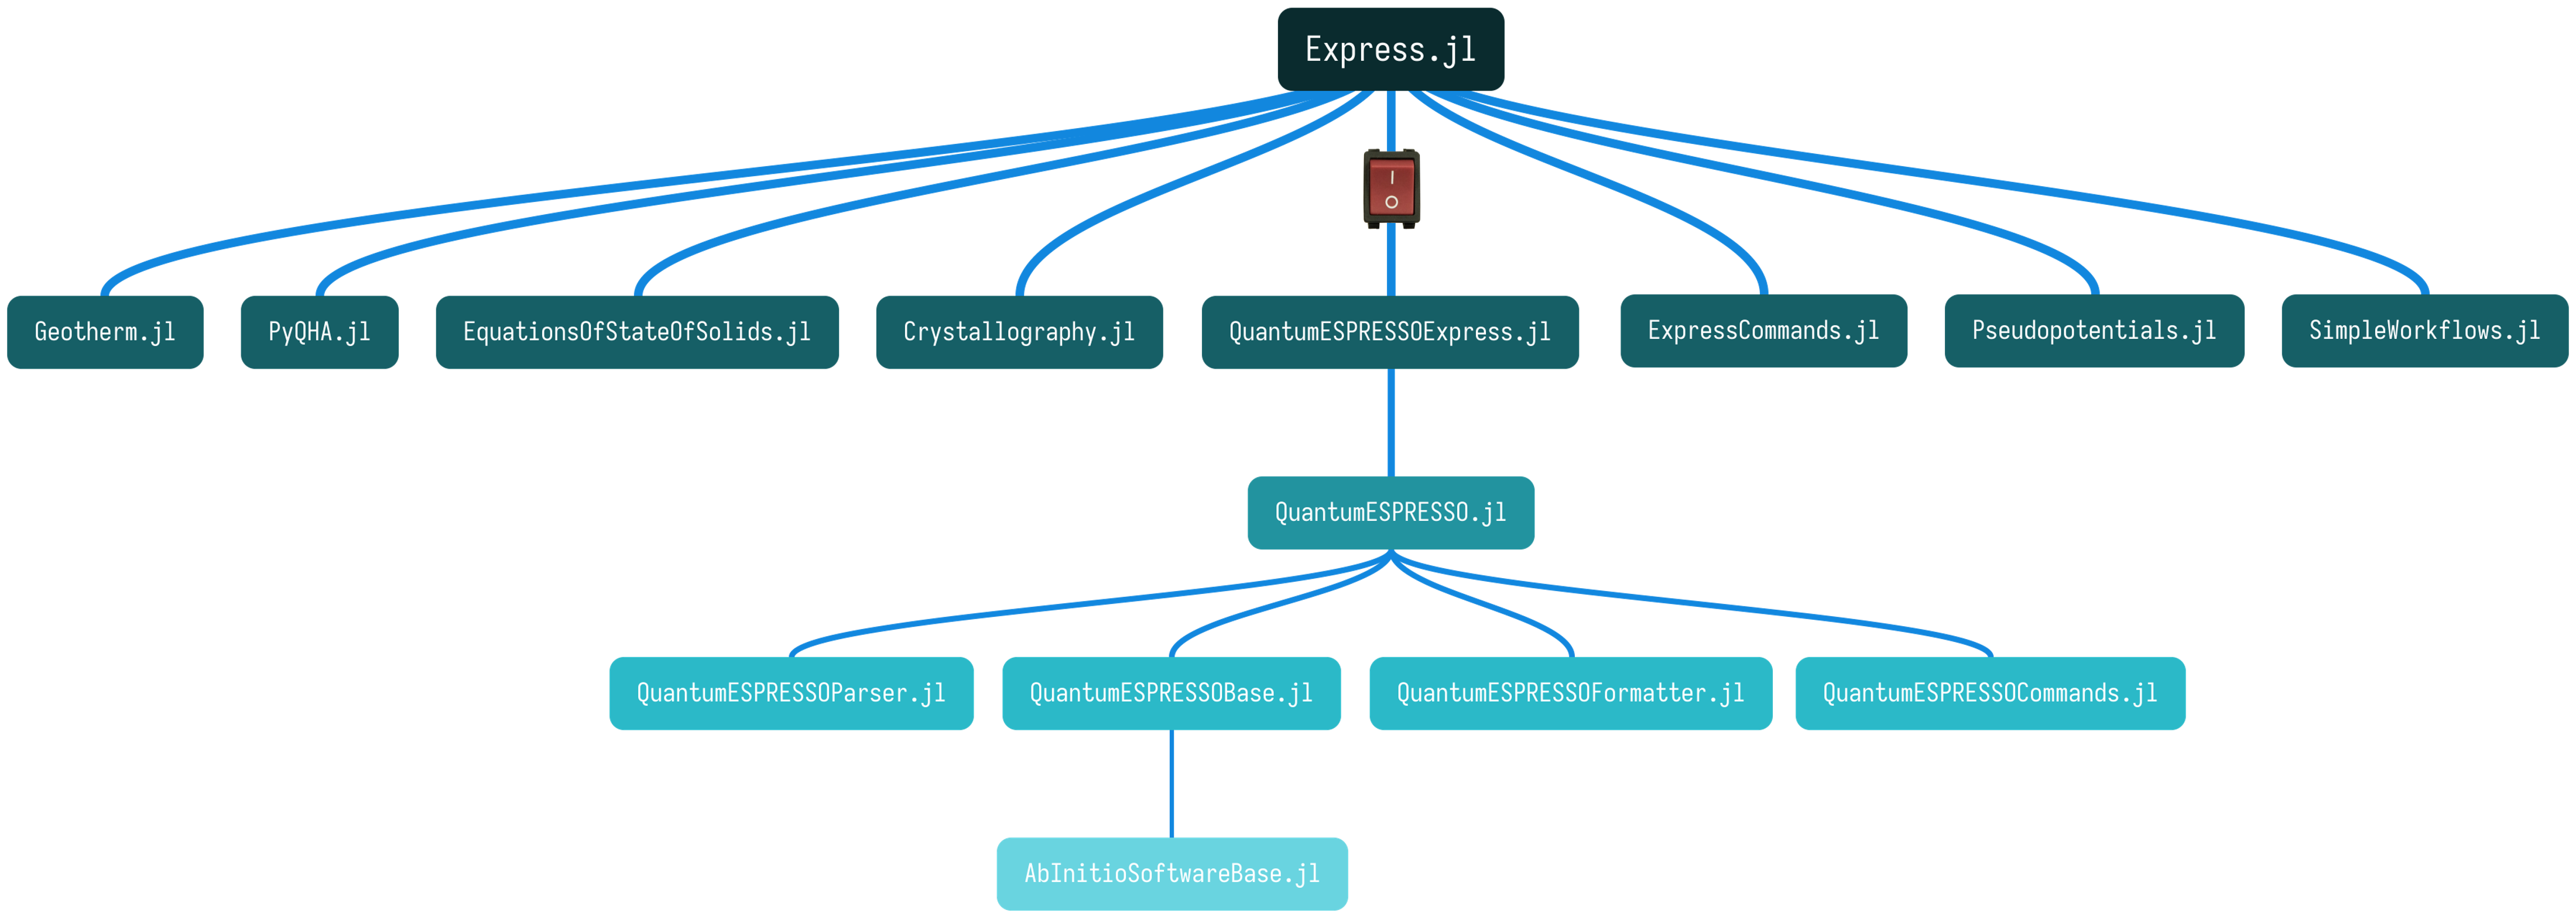 Express.jl
I
O
Geotherm.jl
PyQHA.jl
EquationsOfStateOfSolids.jl
Crystallography.jl
QuantumESPRESSOExpress.jl
ExpressCommands.jl
Pseudopotentials.jl
SimpleWorkflows.jl
QuantumESPRESSO.jl
QuantumESPRESSOParser.jl
QuantumESPRESSOBase.jl
QuantumESPRESSOFormatter.jl
QuantumESPRESSOCommands.jl
AbInitioSoftwareBase.jl